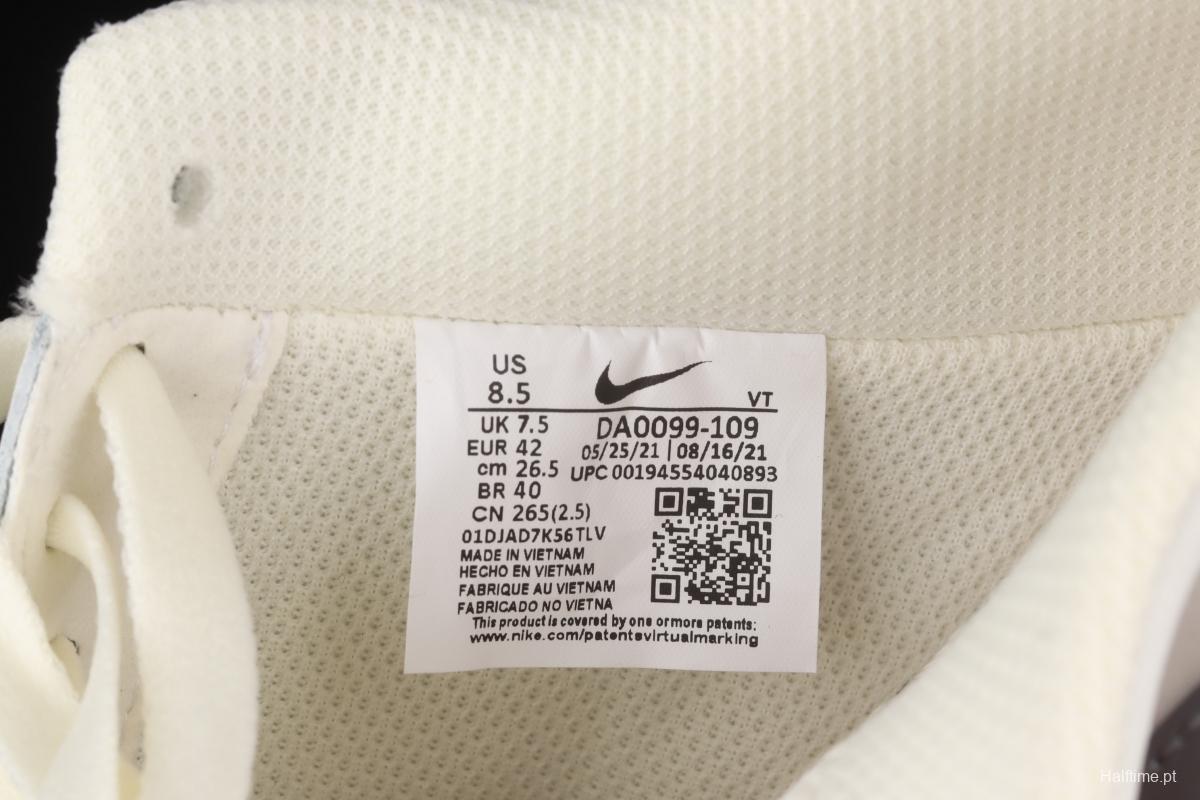 US
8.5
VT
UK 7.5
EUR 42
cm 26.5
BR 40
CN 265(2.5)
DA0099-109
05/25/21 | 08/16/21
UPC 00194554040893
01DJAD7K56TLV
MADE IN VIETNAM
HECHO EN VIETNAM
FABRIQUE AU VIETNAM
FABRICADO NO VIETNA
This product is covered by one or more patents:
www.nike.com/patentsvirtualmarking
Halftime.pt